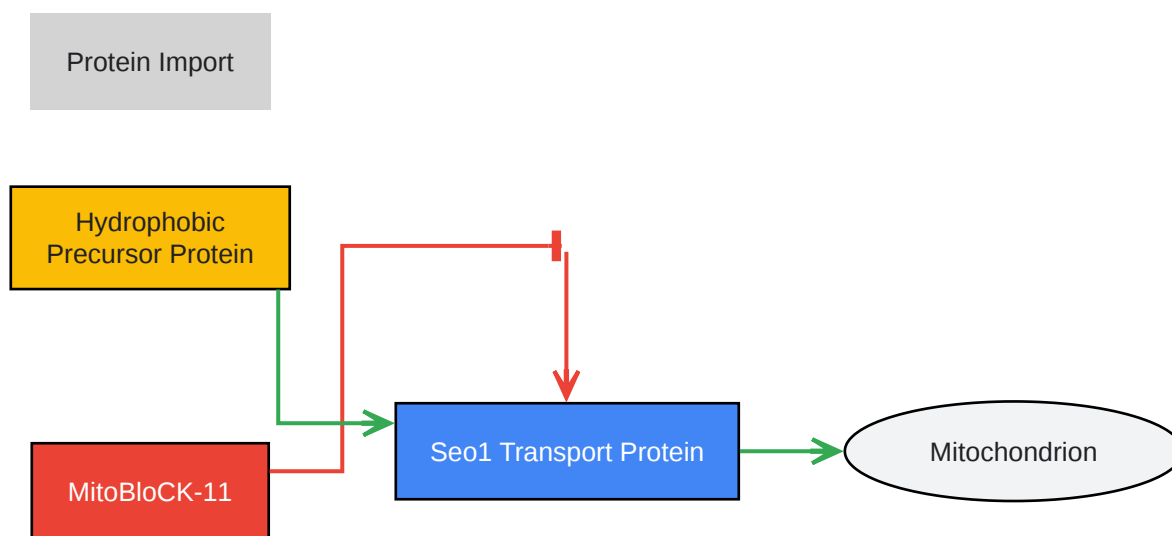 Protein Import
Hydrophobic
Precursor Protein
Seo1 Transport Protein
Mitochondrion
MitoBloCK-11